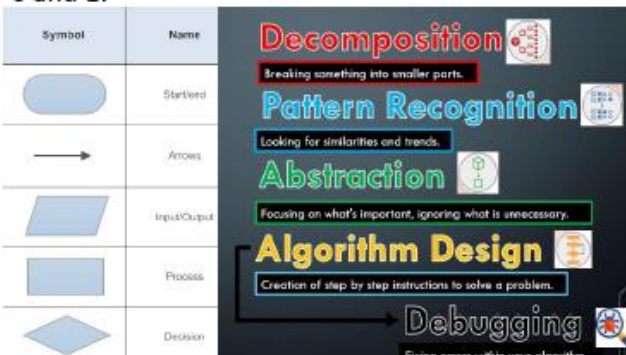 Symbol Name
Start/end
Arrows
Input/Output
Process
Decision
Decomposition
Breaking something into smaller parts.
Pattern Recognition
Looking for similarities and trends.
Abstraction
Focusing on what's important, ignoring what is unnecessary.
Algorithm Design
Creation of step by step instructions to solve a problem.
Debugging